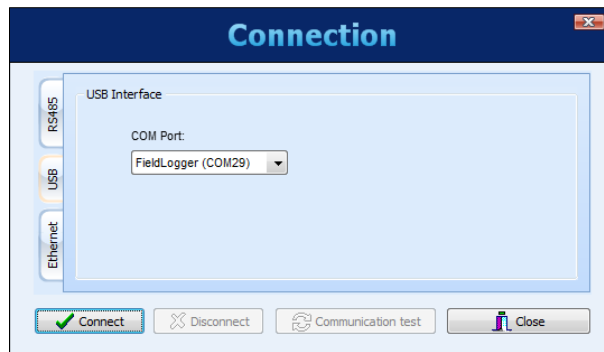 Connection
RS485
USB
Ethernet
USB Interface
COM Port:
FieldLogger (COM29)
Connect
Disconnect
Communication test
Close